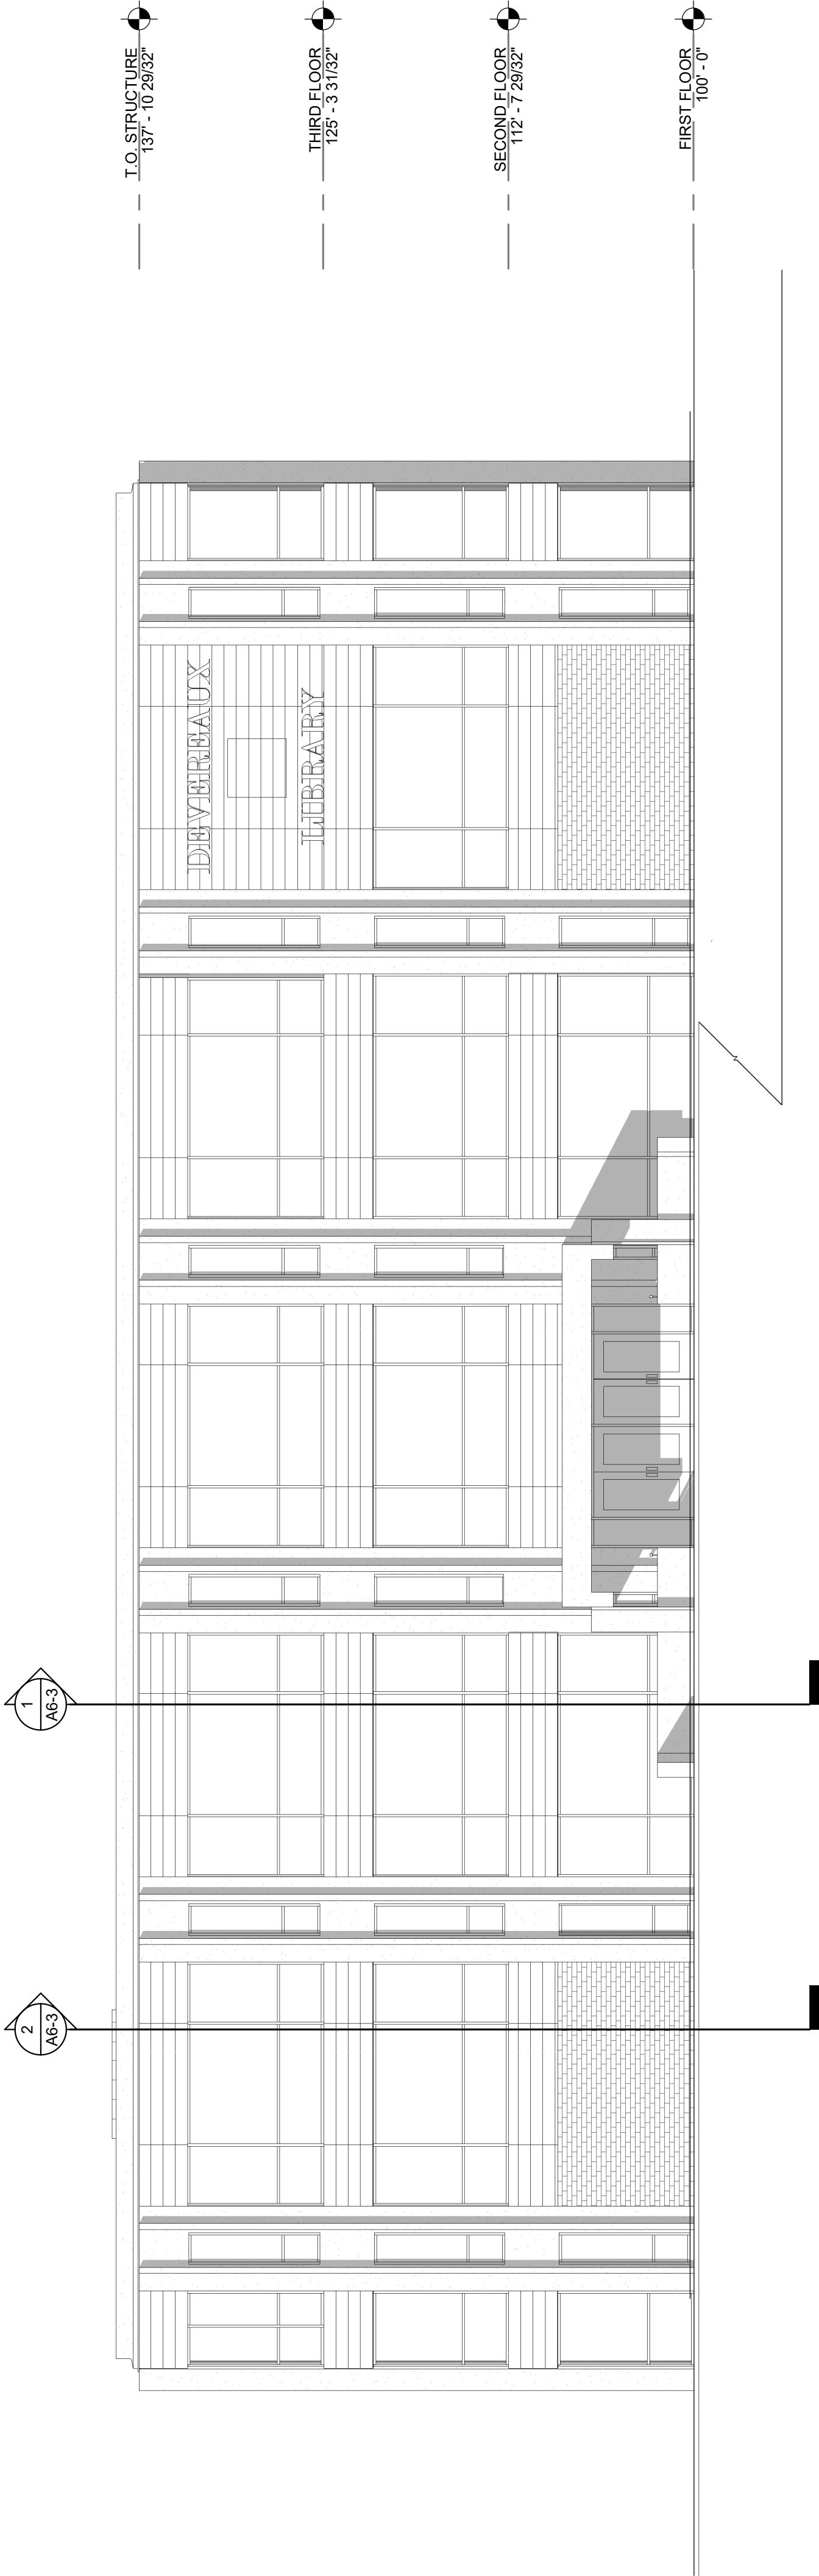 T.O. STRUCTURE
137' - 10 29/32"
THIRD FLOOR
125' - 3 31/32"
SECOND FLOOR
112' - 7 29/32"
FIRST FLOOR
100' - 0"
DEVEREAUX
LIBRARY
1
A6-3
2
A6-3